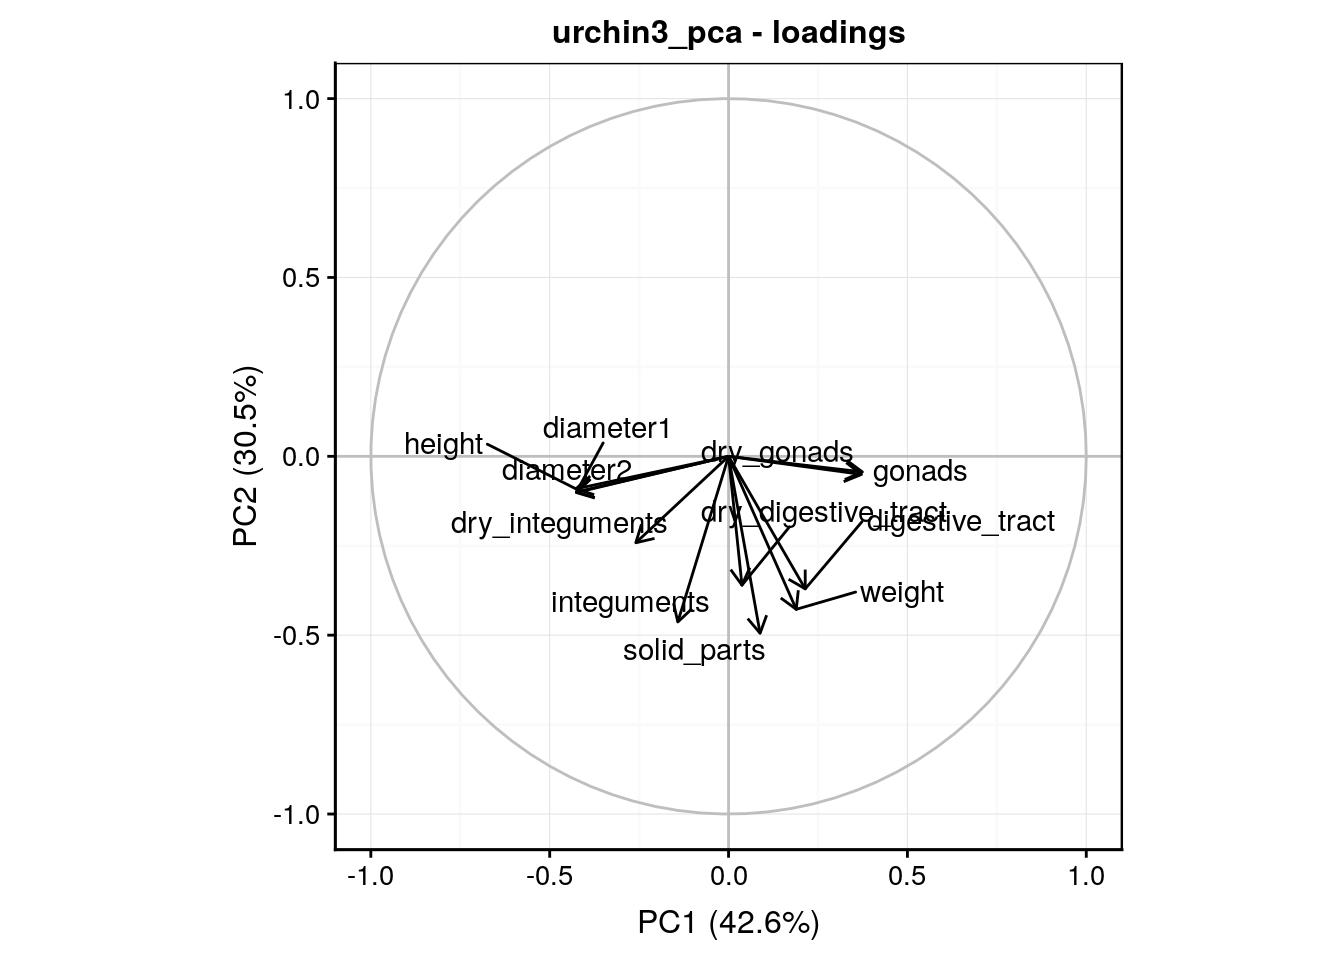 urchin3_pca - loadings
1.0
0.5
0.0
-0.5
-1.0
PC2 (30.5%)
diameter1
height
dry_gonads
diameter2
gonads
dry_integuments
dry_digestive_tract
digestive_tract
integuments
weight
solid_parts
-1.0
-0.5
0.0
0.5
1.0
PC1 (42.6%)